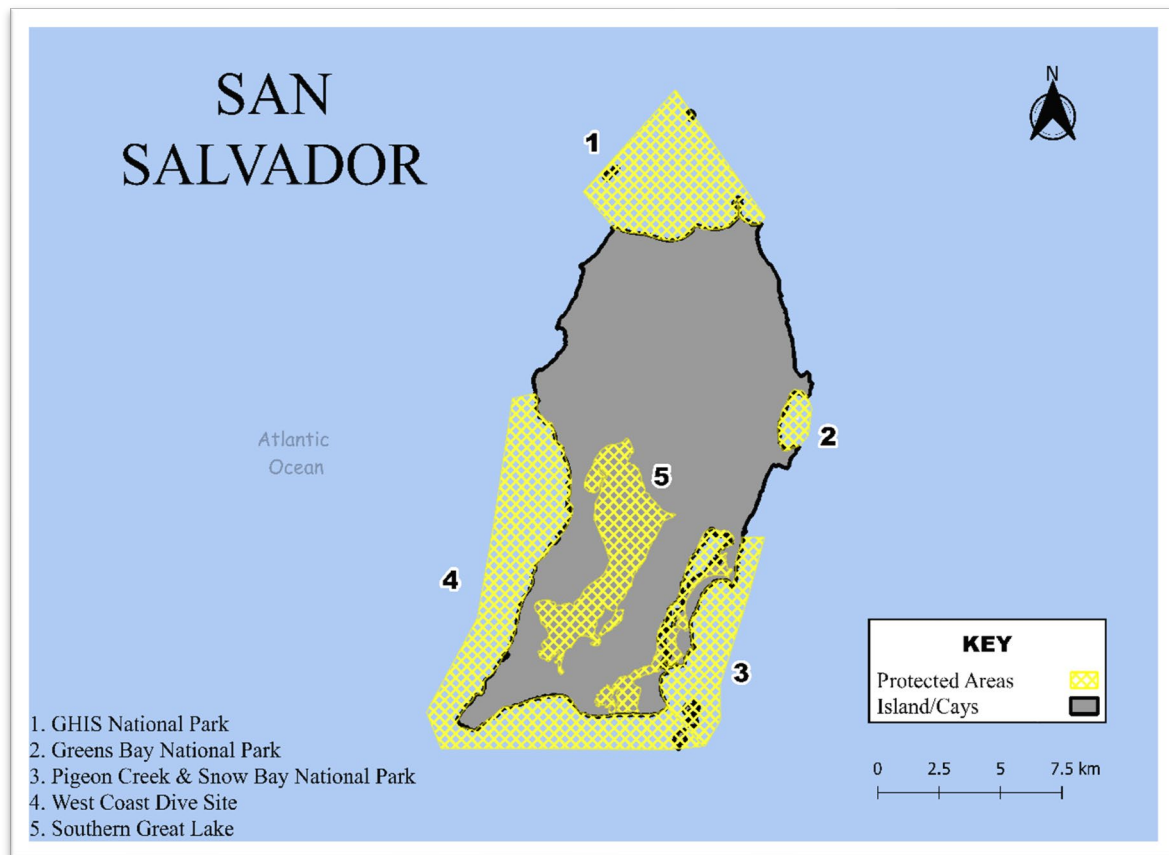 SAN
SALVADOR
N
1
2
Atlantic
Ocean
5
4
3
KEY
Protected Areas
Island/Cays
0 2.5 5 7.5 km
1. GHIS National Park
2. Greens Bay National Park
3. Pigeon Creek & Snow Bay National Park
4. West Coast Dive Site
5. Southern Great Lake